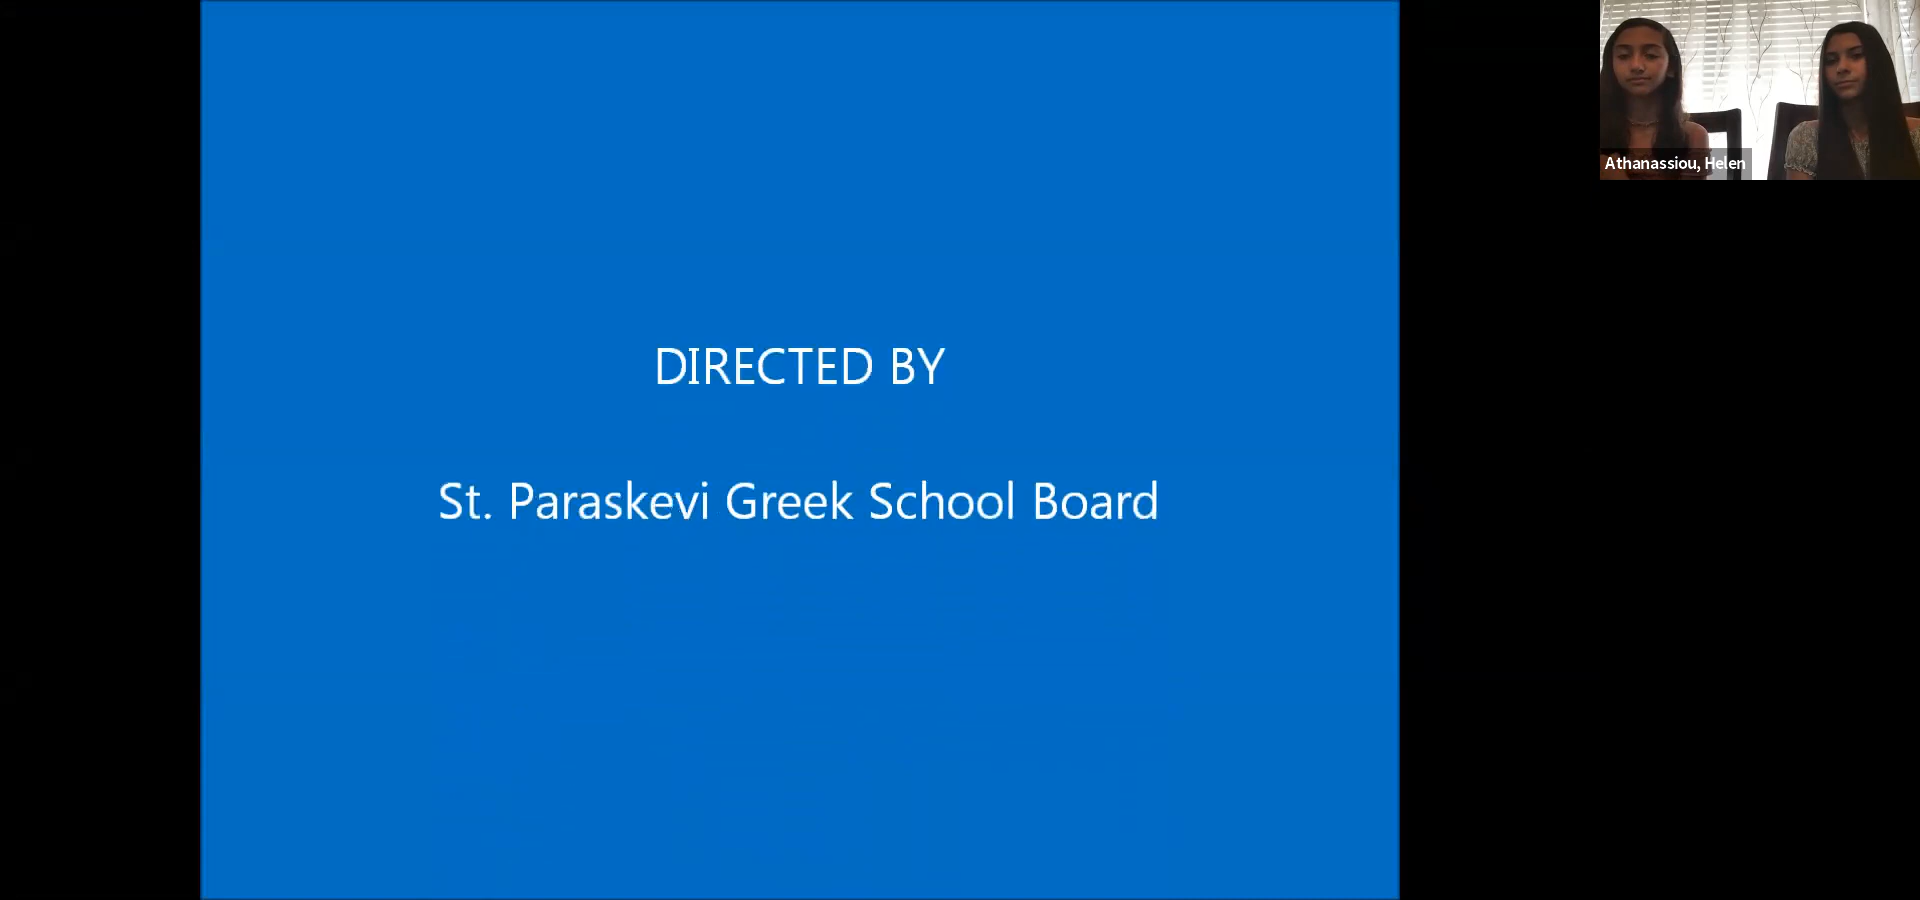 DIRECTED BY
St. Paraskevi Greek School Board
Athanassiou, Helen